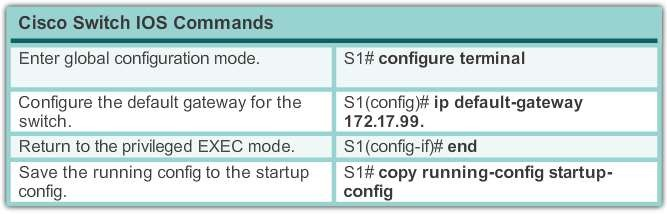 Cisco Switch IOS Commands
Enter global configuration mode.
S1# configure terminal
Configure the default gateway for the
switch.
S1(config)# ip default-gateway
172.17.99.
Return to the privileged EXEC mode.
S1(config-if)# end
Save the running config to the startup
config.
S1# copy running-config startup-
config